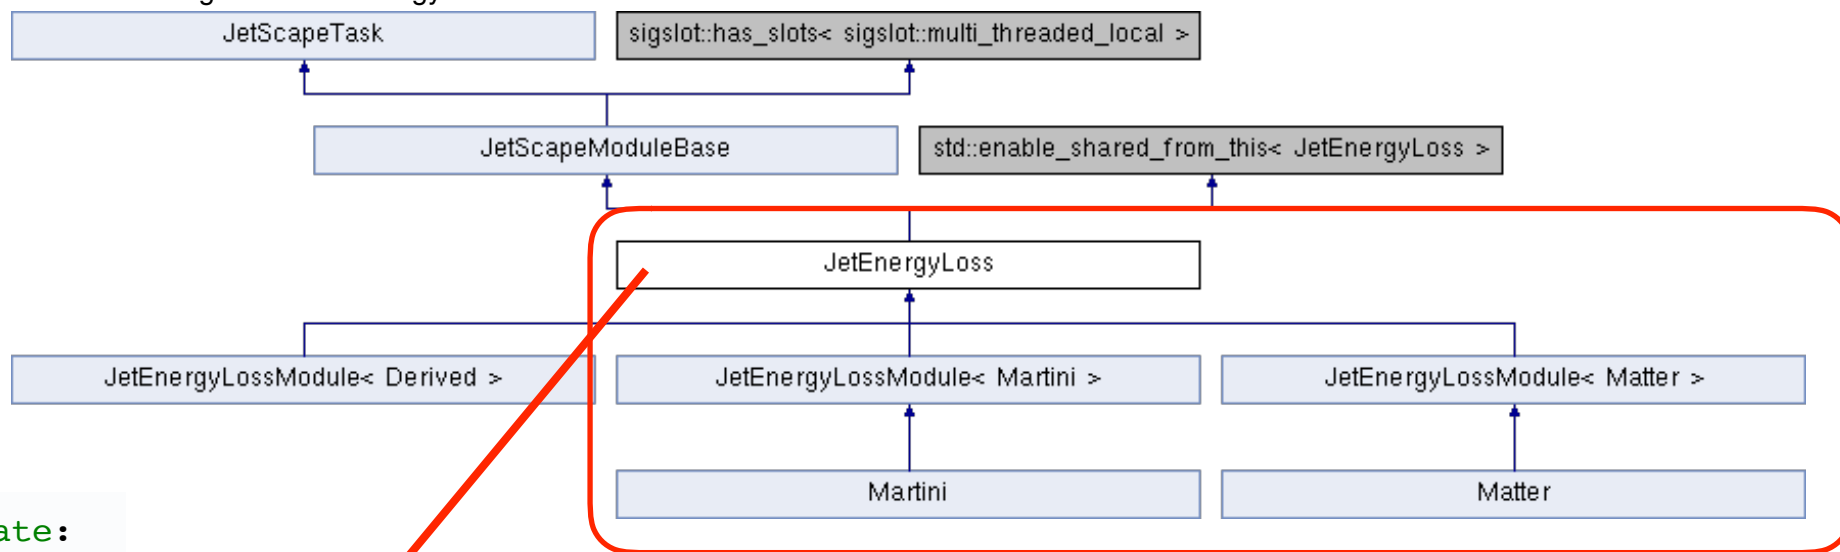 JetScapeTask
sigslot::has_slots< sigslot::multi_threaded_local >
JetScapeModuleBase
std::enable_shared_from_this< JetEnergyLoss >
JetEnergyLoss
JetEnergyLossModule< Derived >
JetEnergyLossModule< Martini >
JetEnergyLossModule< Matter >
Martini
Matter
ate: